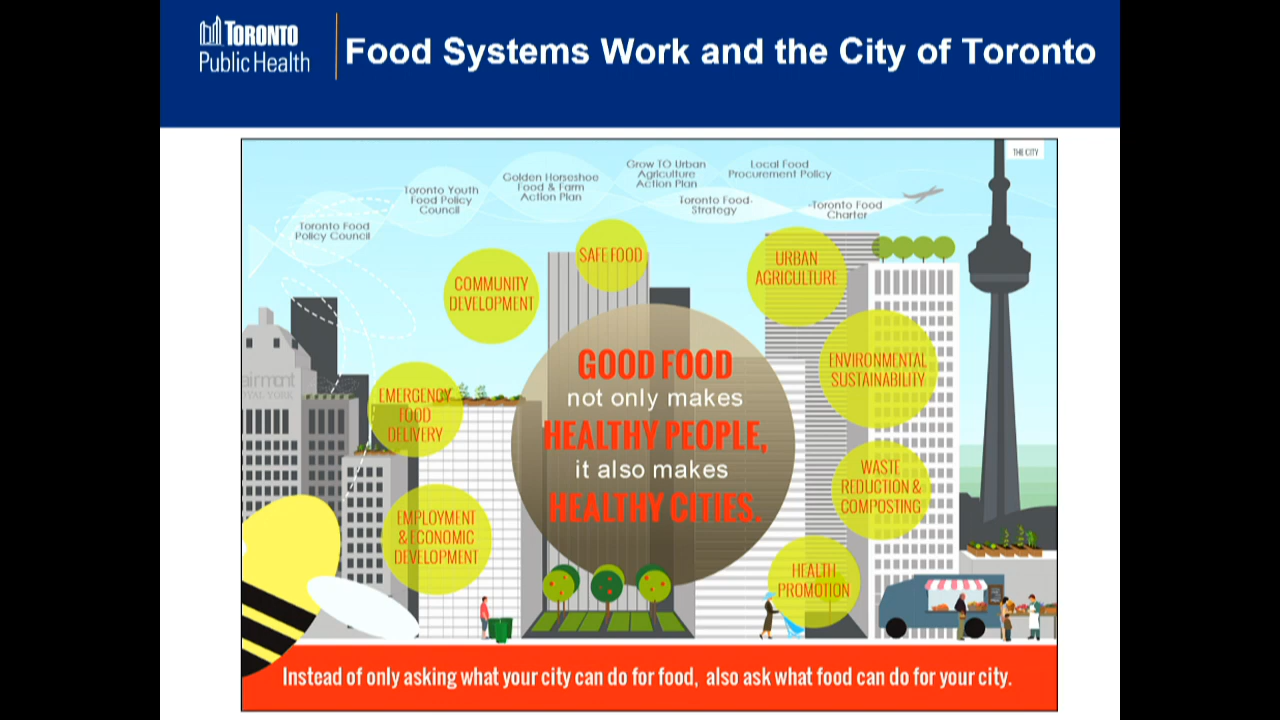 TORONTO
Public Health
Food Systems Work and the City of Toronto
THE CITY
Grow TO Urban
Agriculture
Action Plan
Local Food
Procurement Policy
Golden Horseshoe
Food & Farm
Action Plan
Toronto Youth
Food Policy
Council
Toronto Food
Strategy
Toronto Food
Charter
Toronto Food
Policy Council
SAFE FOOD
URBAN
AGRICULTURE
COMMUNITY
DEVELOPMENT
ENVIRONMENTAL
SUSTAINABILITY
GOOD FOOD
not only makes
HEALTHY PEOPLE,
it also makes
HEALTHY CITIES.
airmont
YAL YORK
EMERGENCY
FOOD
DELIVERY
WASTE
REDUCTION &
COMPOSTING
EMPLOYMENT
& ECONOMIC
DEVELOPMENT
HEALTH
PROMOTION
Instead of only asking what your city can do for food, also ask what food can do for your city.